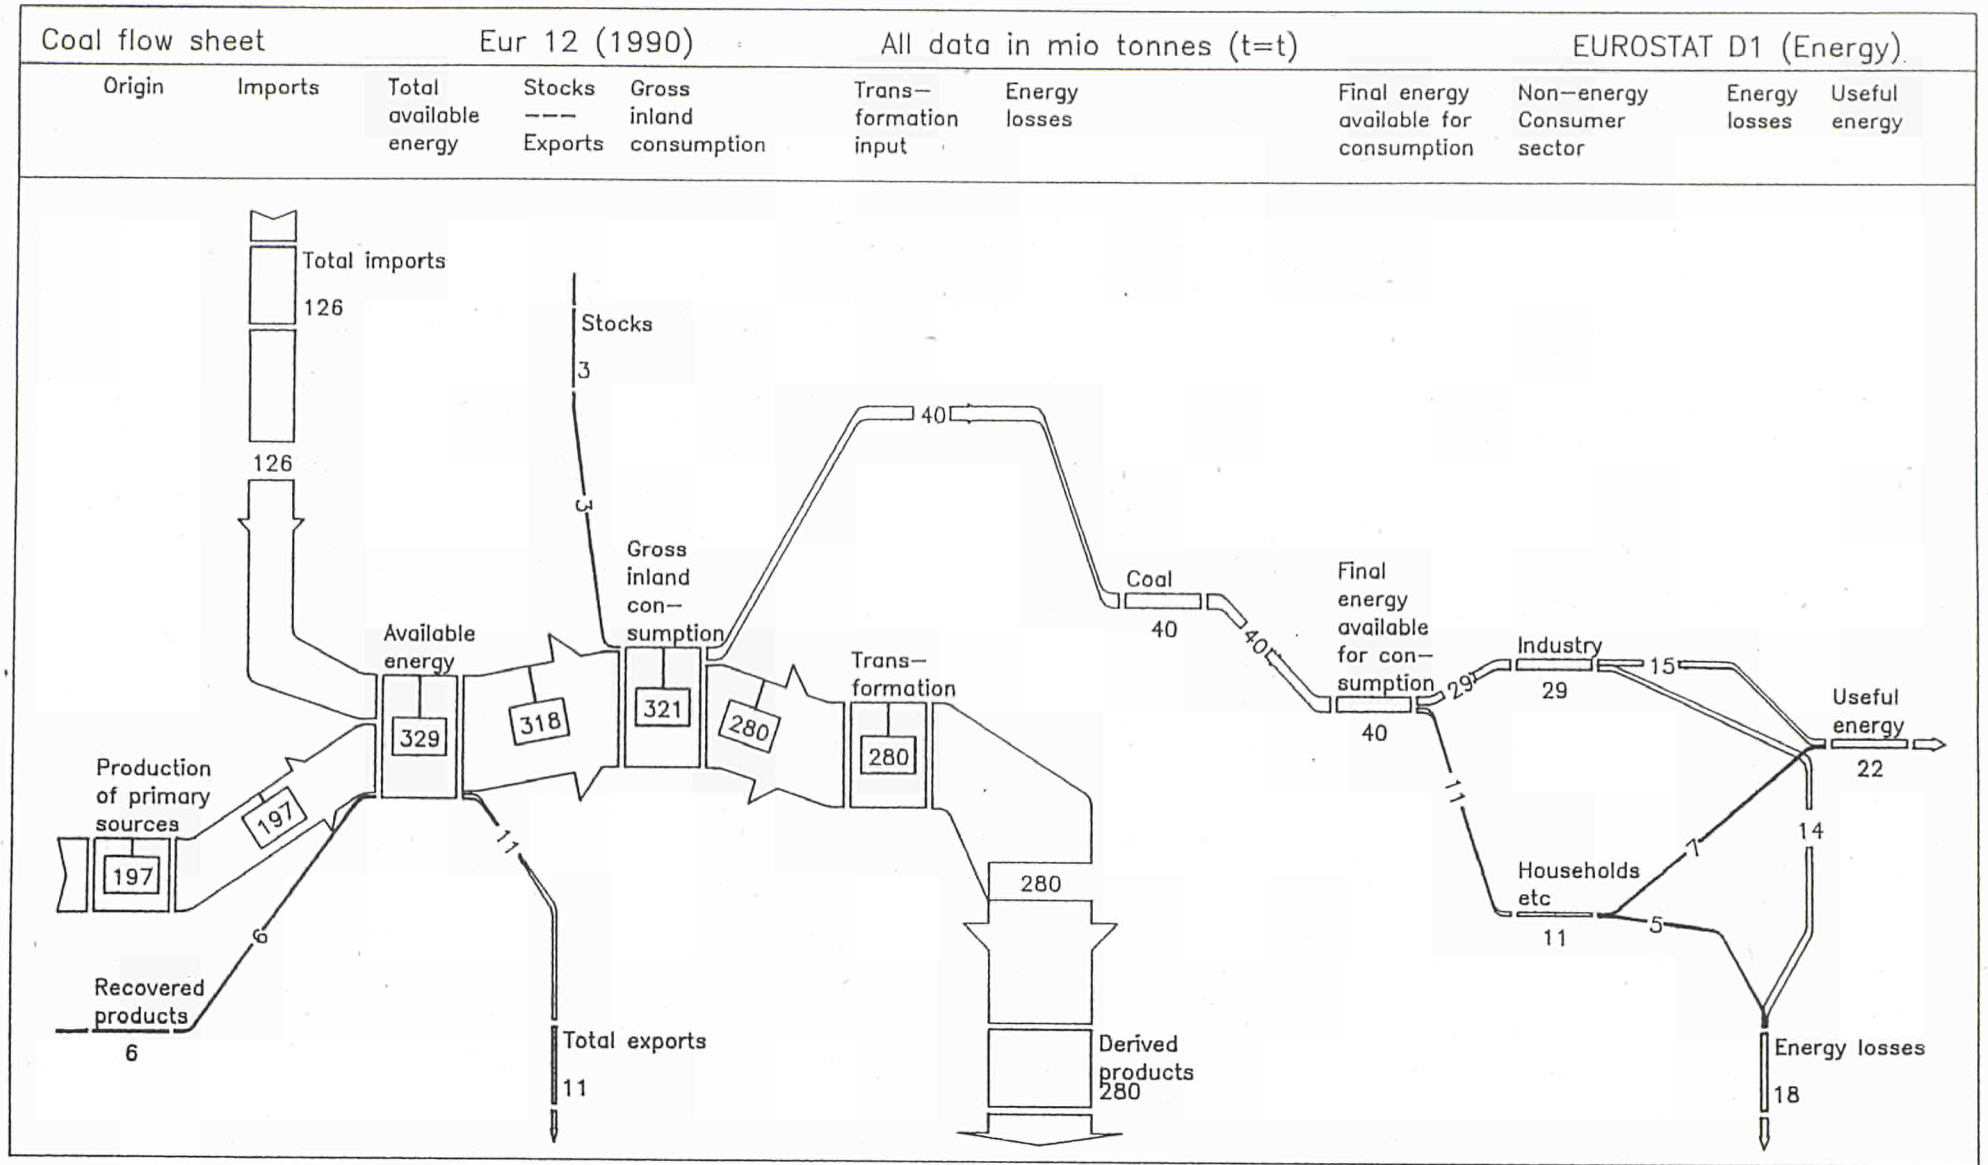 Coal flow sheet
Eur 12 (1990)
All data in mio tonnes (t=t)
EUROSTAT D1 (Energy)
Origin
Imports
Total
available
energy
Stocks
---
Exports
Gross
inland
consumption
Trans-
formation
input
Energy
losses
Final energy
available for
consumption
Non-energy
Consumer
sector
Energy
losses
Useful
energy
Total imports
126
126
Stocks
3
3
Production
of primary
sources
197
197
Recovered
products
6
6
Available
energy
329
318
11
Total exports
11
Gross
inland
con-
sumption
321
280
40
Trans-
formation
280
280
Derived
products
280
Coal
40
40
Final
energy
available
for con-
sumption
40
29
11
Industry
29
15
Households
etc
11
7
5
14
Useful
energy
22
Energy losses
18